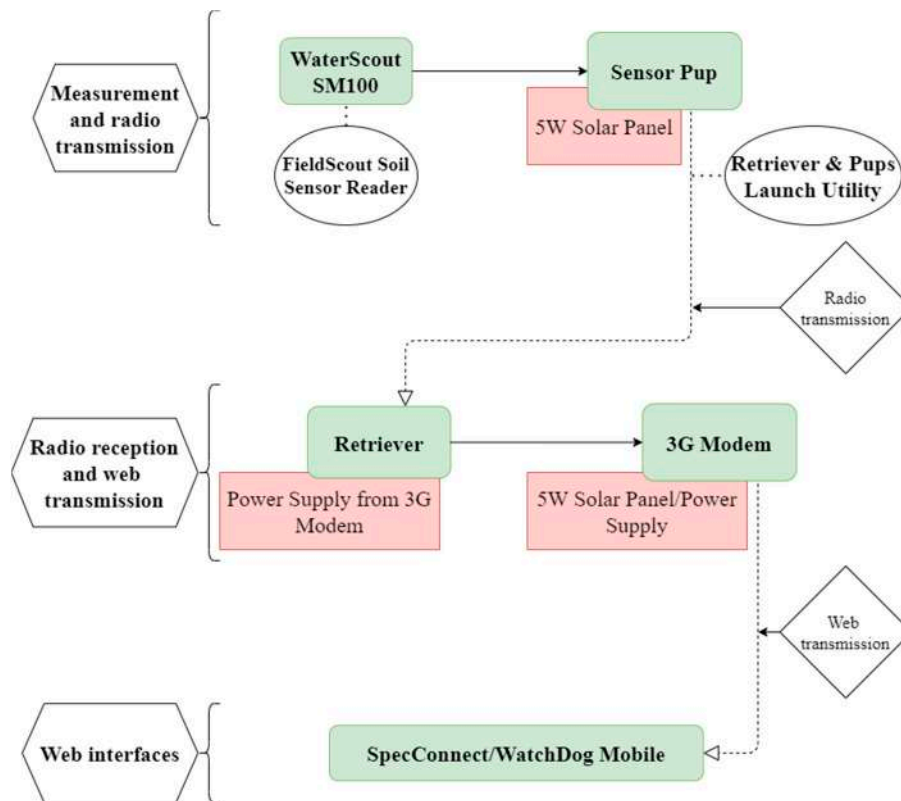 WaterScout
SM100
Sensor Pup
Measurement
and radio
transmission
5W Solar Panel
FieldScout Soil
Sensor Reader
Retriever & Pups
Launch Utility
Radio
transmission
Radio reception
and web
transmission
Retriever
3G Modem
Power Supply from 3G
Modem
5W Solar Panel/Power
Supply
Web
transmission
Web interfaces
SpecConnect/WatchDog Mobile